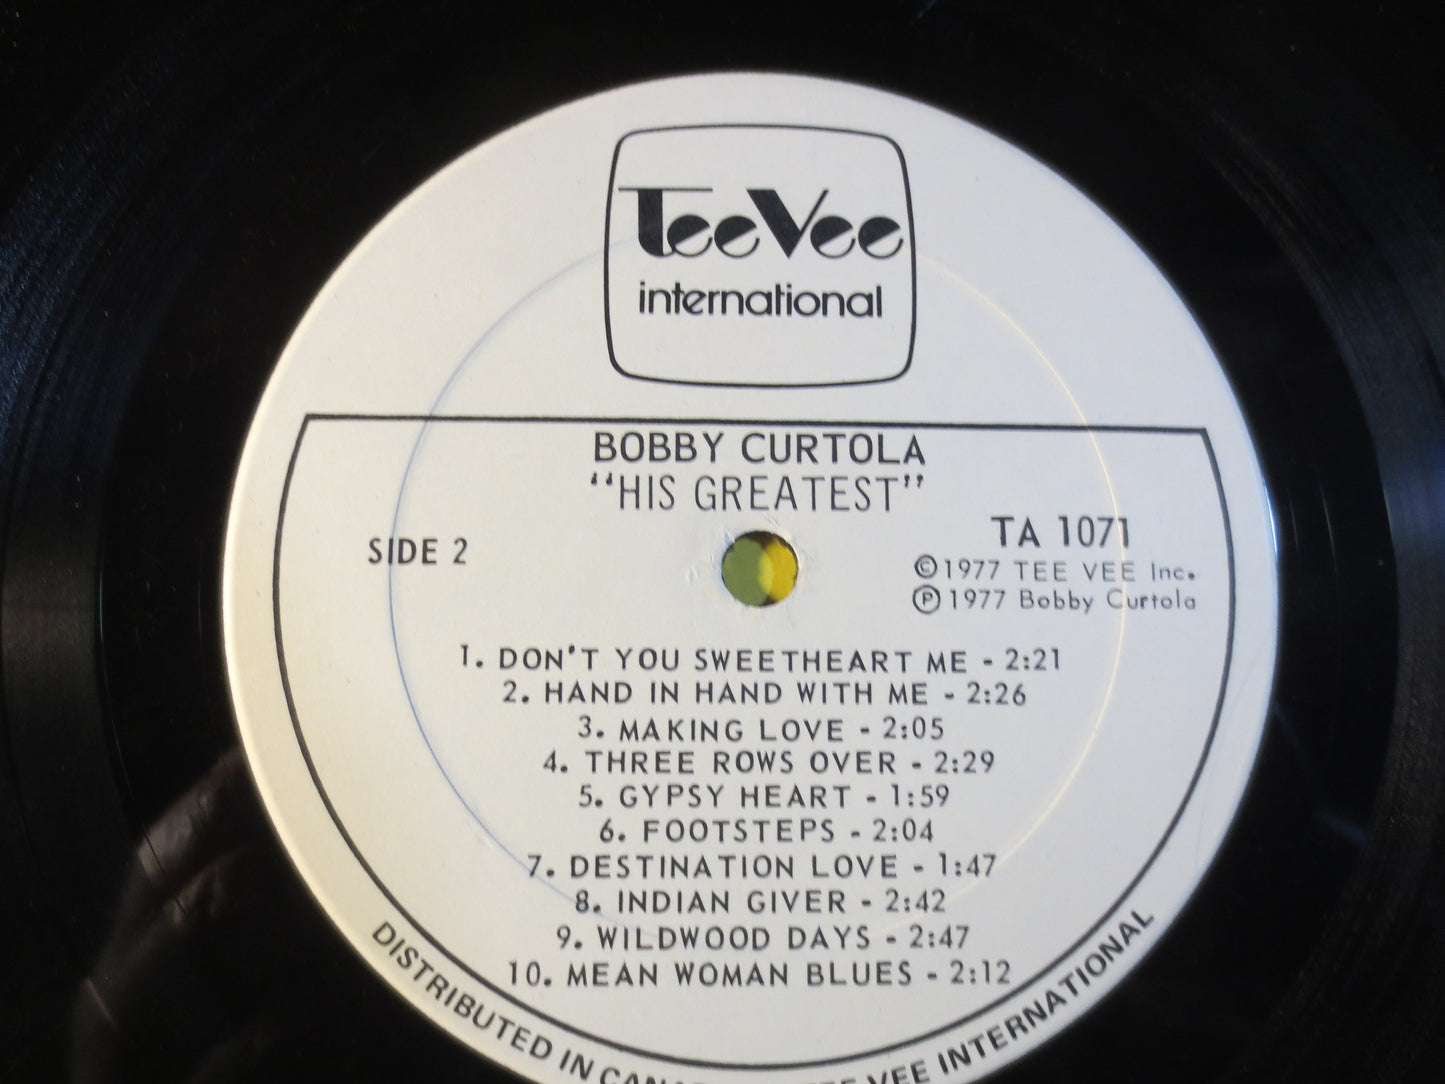 TeeVee
international
BOBBY CURTOLA
"HIS GREATEST"
SIDE 2
TA 1071
©1977 TEE VEE Inc.
℗1977 Bobby Curtola
1. DON'T YOU SWEETHEART ME - 2:21
2. HAND IN HAND WITH ME - 2:26
3. MAKING LOVE - 2:05
4. THREE ROWS OVER - 2:29
5. GYPSY HEART - 1:59
6. FOOTSTEPS - 2:04
7. DESTINATION LOVE - 1:47
8. INDIAN GIVER - 2:42
9. WILDWOOD DAYS - 2:47
10. MEAN WOMAN BLUES - 2:12
DISTRIBUTED IN TEE VEE INTERNATIONAL